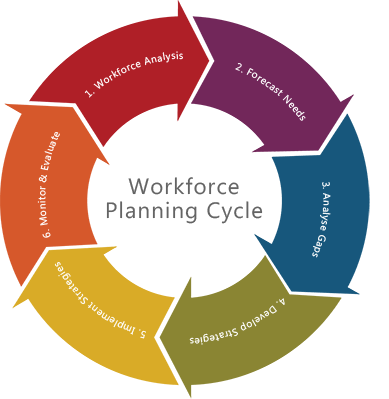 1. Workforce Analysis
2. Forecast Needs
3. Analyse Gaps
4. Develop Strategies
5. Implement Strategies
6. Monitor & Evaluate
Workforce
Planning Cycle